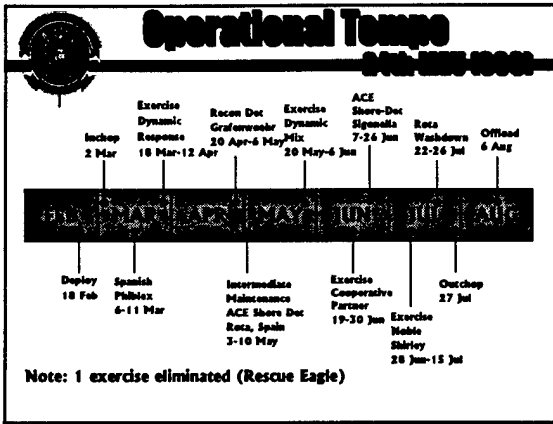 Operational Tempo
24th MEU (SOC)
Inchop
2 Mar
Exercise
Dynamic
Response
18 Mar-12 Apr
Recon Det
Grafenwoehr
20 Apr-6 May
Exercise
Dynamic
Mix
20 May-6 Jun
ACE
Shore-Det
Sigonella
7-26 Jun
Rota
Washdown
22-26 Jul
Offload
6 Aug
FEB MAR APR MAY JUN JUL AUG
Deploy
18 Feb
Spanish
Phiblex
6-11 Mar
Intermediate
Maintenance
ACE Shore Det
Rota, Spain
3-10 May
Exercise
Cooperative
Partner
19-30 Jun
Exercise
Noble
Shirley
28 Jun-15 Jul
Outchop
27 Jul
Note: 1 exercise eliminated (Rescue Eagle)